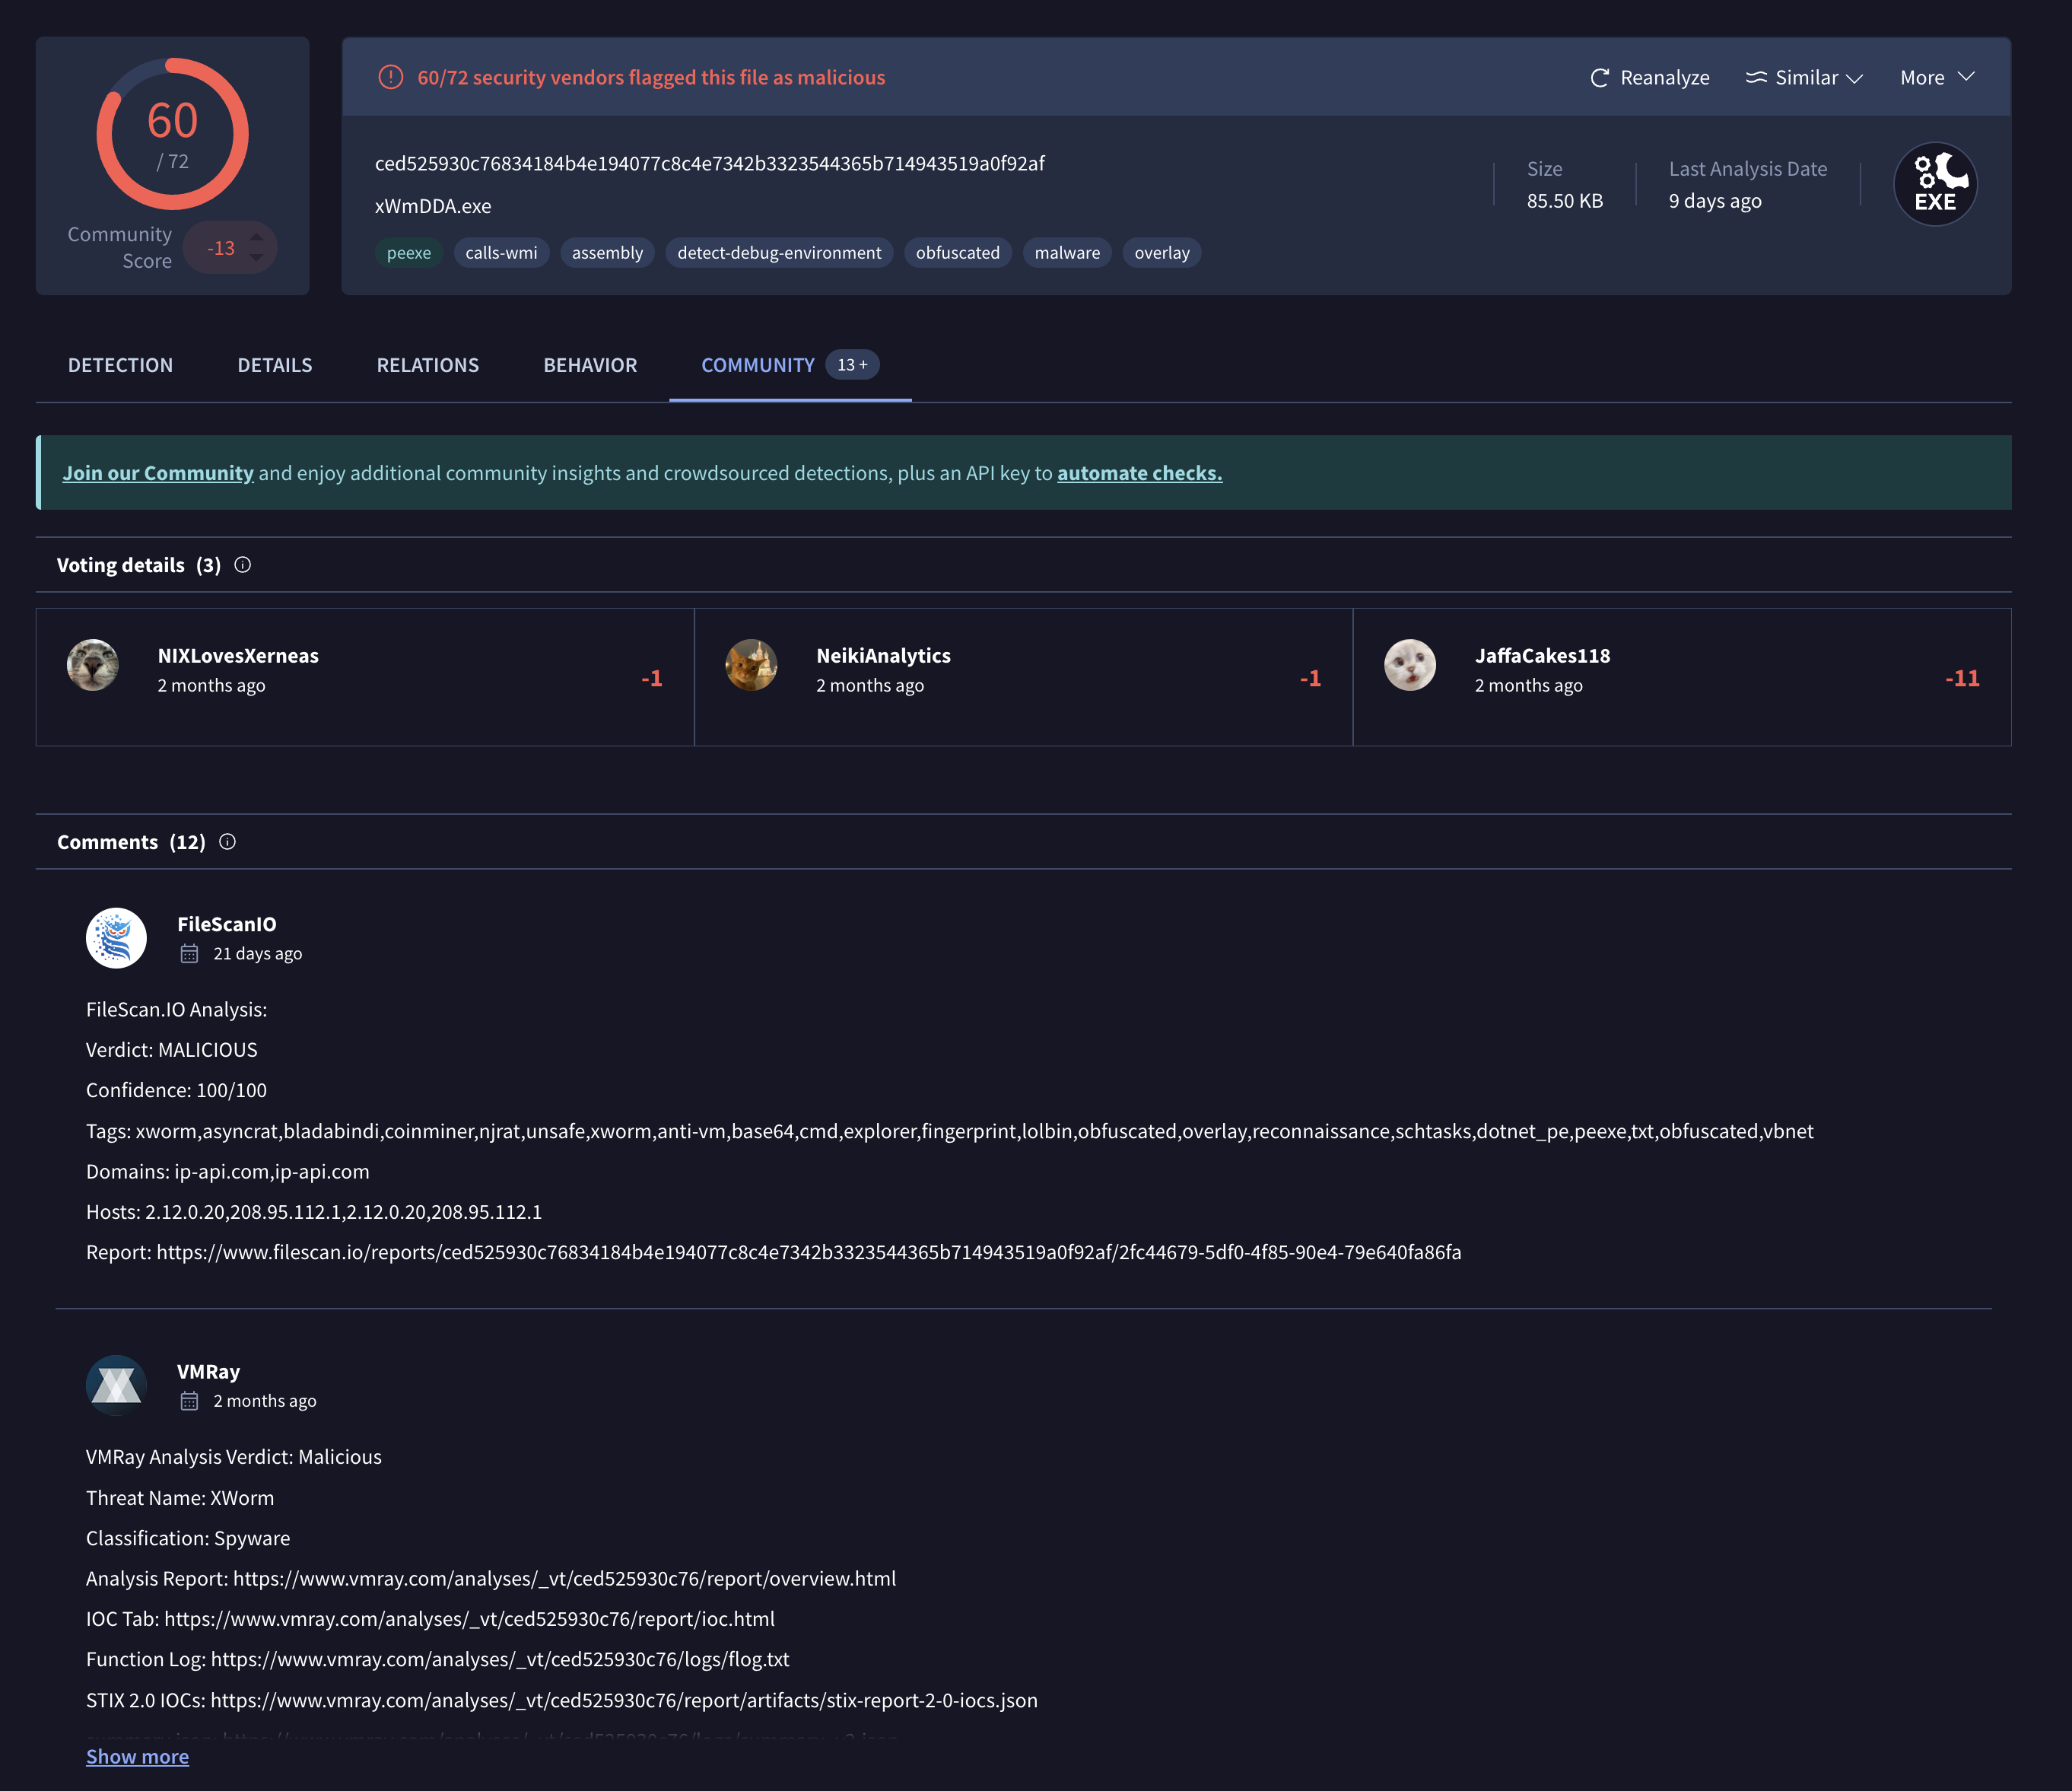 60
/ 72
Community
Score
-13
60/72 security vendors flagged this file as malicious
Reanalyze
Similar
More
ced525930c76834184b4e194077c8c4e7342b3323544365b714943519a0f92af
xWmDDA.exe
peexe
calls-wmi
assembly
detect-debug-environment
obfuscated
malware
overlay
Size
85.50 KB
Last Analysis Date
9 days ago
EXE
DETECTION
DETAILS
RELATIONS
BEHAVIOR
COMMUNITY
13 +
Join our Community and enjoy additional community insights and crowdsourced detections, plus an API key to automate checks.
Voting details (3)
NIXLovesXerneas
2 months ago
-1
NeikiAnalytics
2 months ago
-1
JaffaCakes118
2 months ago
-11
Comments (12)
FileScanIO
21 days ago
FileScan.IO Analysis:
Verdict: MALICIOUS
Confidence: 100/100
Tags: xworm,asyncrat,bladabindi,coinminer,njrat,unsafe,xworm,anti-vm,base64,cmd,explorer,fingerprint,lolbin,obfuscated,overlay,reconnaissance,schtasks,dotnet_pe,peexe,txt,obfuscated,vbnet
Domains: ip-api.com,ip-api.com
Hosts: 2.12.0.20,208.95.112.1,2.12.0.20,208.95.112.1
Report: https://www.filescan.io/reports/ced525930c76834184b4e194077c8c4e7342b3323544365b714943519a0f92af/2fc44679-5df0-4f85-90e4-79e640fa86fa
VMRay
2 months ago
VMRay Analysis Verdict: Malicious
Threat Name: XWorm
Classification: Spyware
Analysis Report: https://www.vmray.com/analyses/_vt/ced525930c76/report/overview.html
IOC Tab: https://www.vmray.com/analyses/_vt/ced525930c76/report/ioc.html
Function Log: https://www.vmray.com/analyses/_vt/ced525930c76/logs/flog.txt
STIX 2.0 IOCs: https://www.vmray.com/analyses/_vt/ced525930c76/report/artifacts/stix-report-2-0-iocs.json
Show more